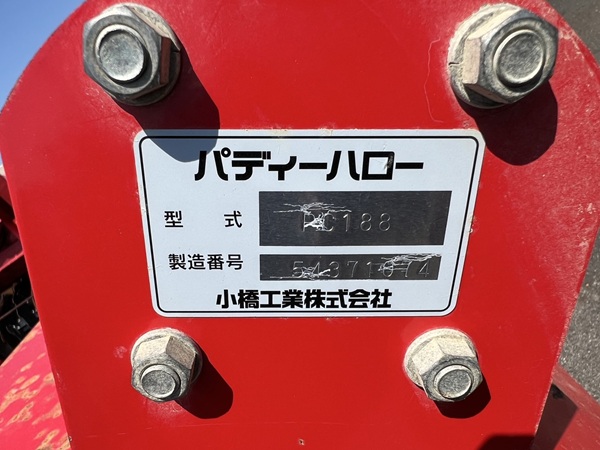 パディーハロー
型式 PC188
製造番号
小橋工業株式会社